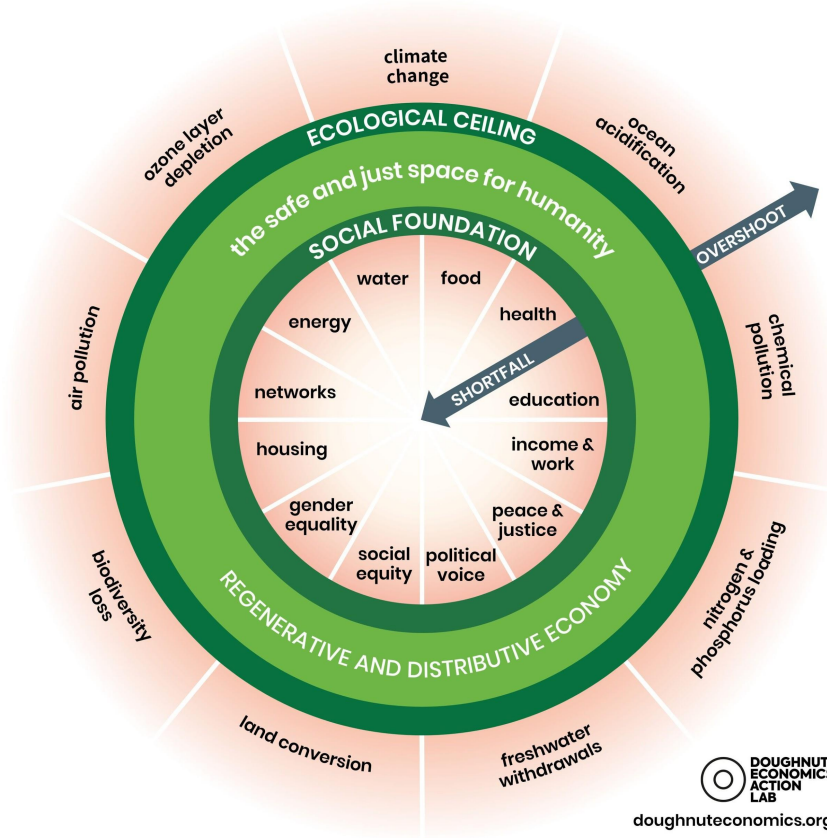 climate
change
ocean
acidification
chemical
pollution
nitrogen &
phosphorus loading
freshwater
withdrawals
land conversion
biodiversity
loss
air pollution
ozone layer
depletion
ECOLOGICAL CEILING
the safe and just space for humanity
SOCIAL FOUNDATION
OVERSHOOT
SHORTFALL
water
food
health
education
income &
work
peace &
justice
political
voice
social
equity
gender
equality
housing
networks
energy
REGENERATIVE AND DISTRIBUTIVE ECONOMY
DOUGHNUT
ECONOMICS
ACTION
LAB
doughnuteconomics.org